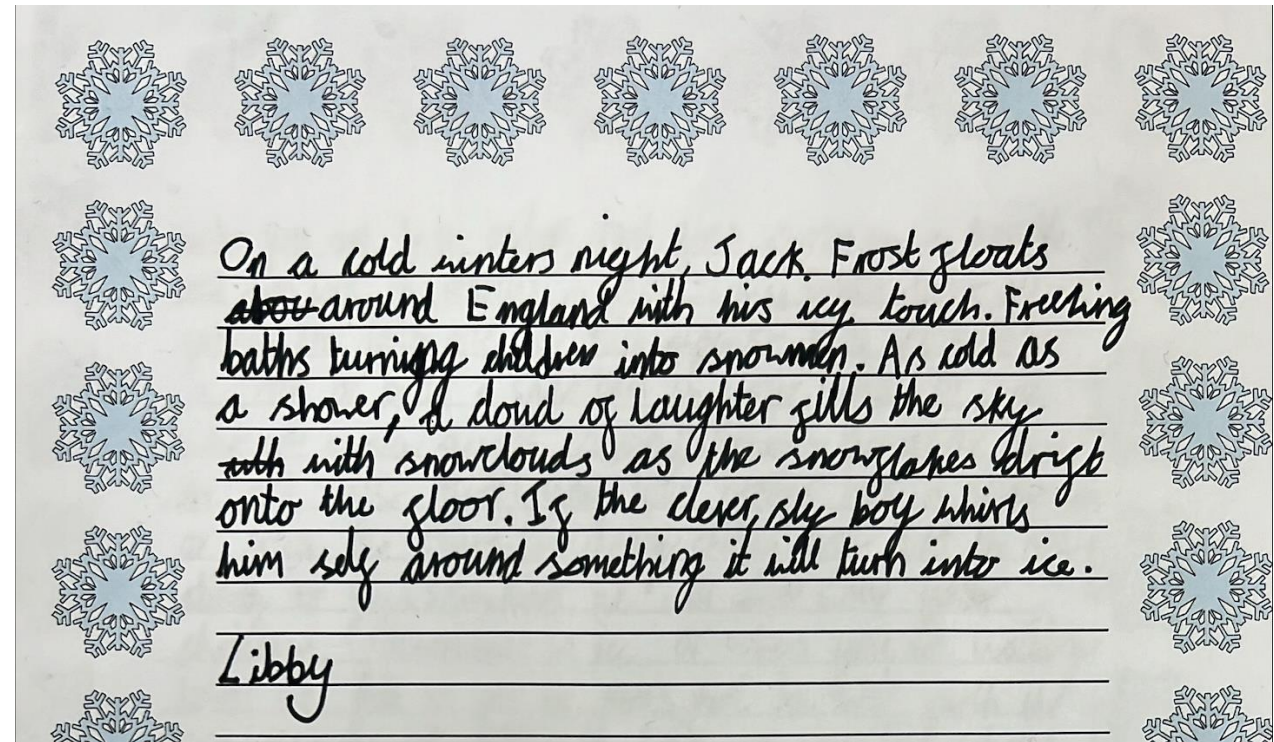 On a cold winters night, Jack Frost floats
abou around England with his icy touch. Freezing
baths turning children into snowmen. As cold as
a shower, a cloud of laughter fills the sky
with with snowclouds as the snowflakes drift
onto the floor. If the clever, sly boy whirls
him self around something it will turn into ice.
Libby